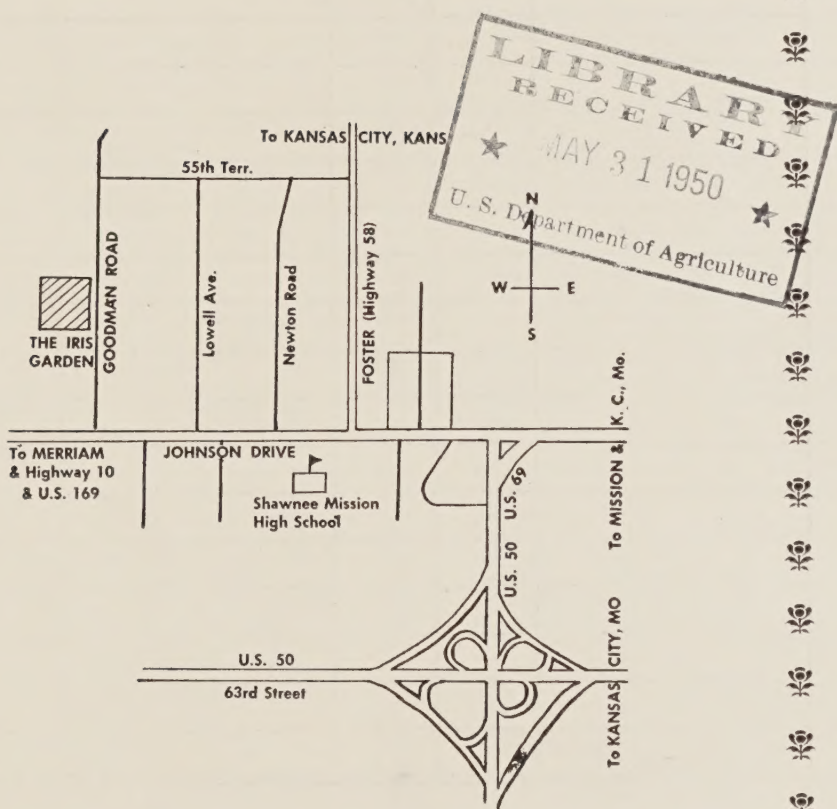 LIBRARY
RECEIVED
MAY 31 1950
U. S. Department of Agriculture
To KANSAS CITY, KANS
55th Terr.
N
W E
S
THE IRIS
GARDEN
GOODMAN ROAD
Lowell Ave.
Newton Road
FOSTER (Highway 58)
To MERRIAM
& Highway 10
& U.S. 169
JOHNSON DRIVE
Shawnee Mission
High School
U.S. 69
U.S. 50
To MISSION & K. C., Mo.
U.S. 50
63rd Street
To KANSAS CITY, MO